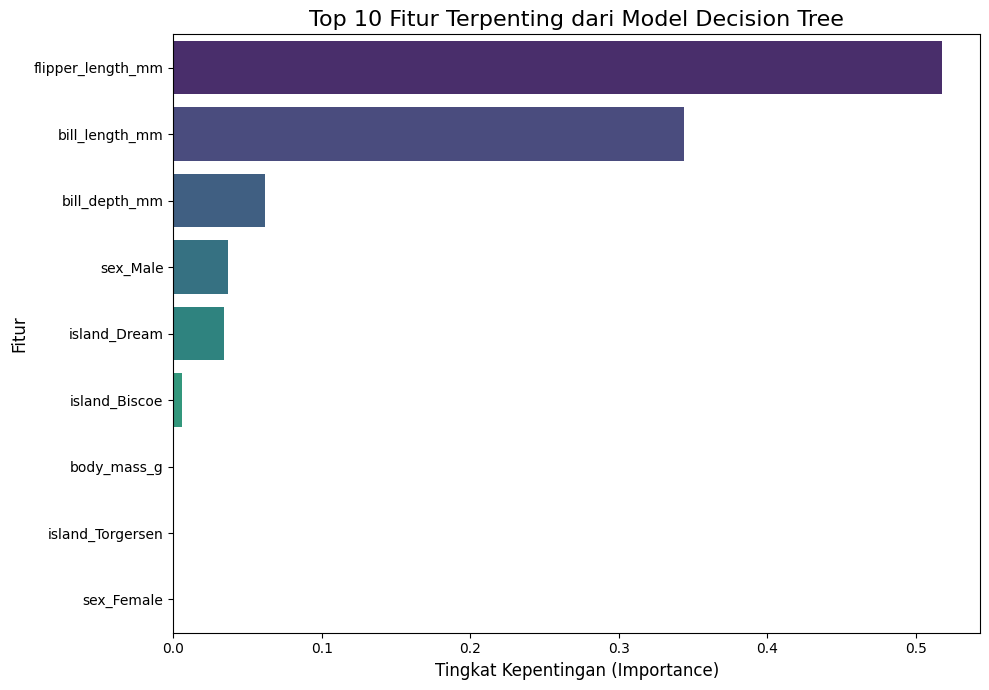 Top 10 Fitur Terpenting dari Model Decision Tree
Fitur
flipper_length_mm
bill_length_mm
bill_depth_mm
sex_Male
island_Dream
island_Biscoe
body_mass_g
island_Torgersen
sex_Female
0.0 0.1 0.2 0.3 0.4 0.5
Tingkat Kepentingan (Importance)